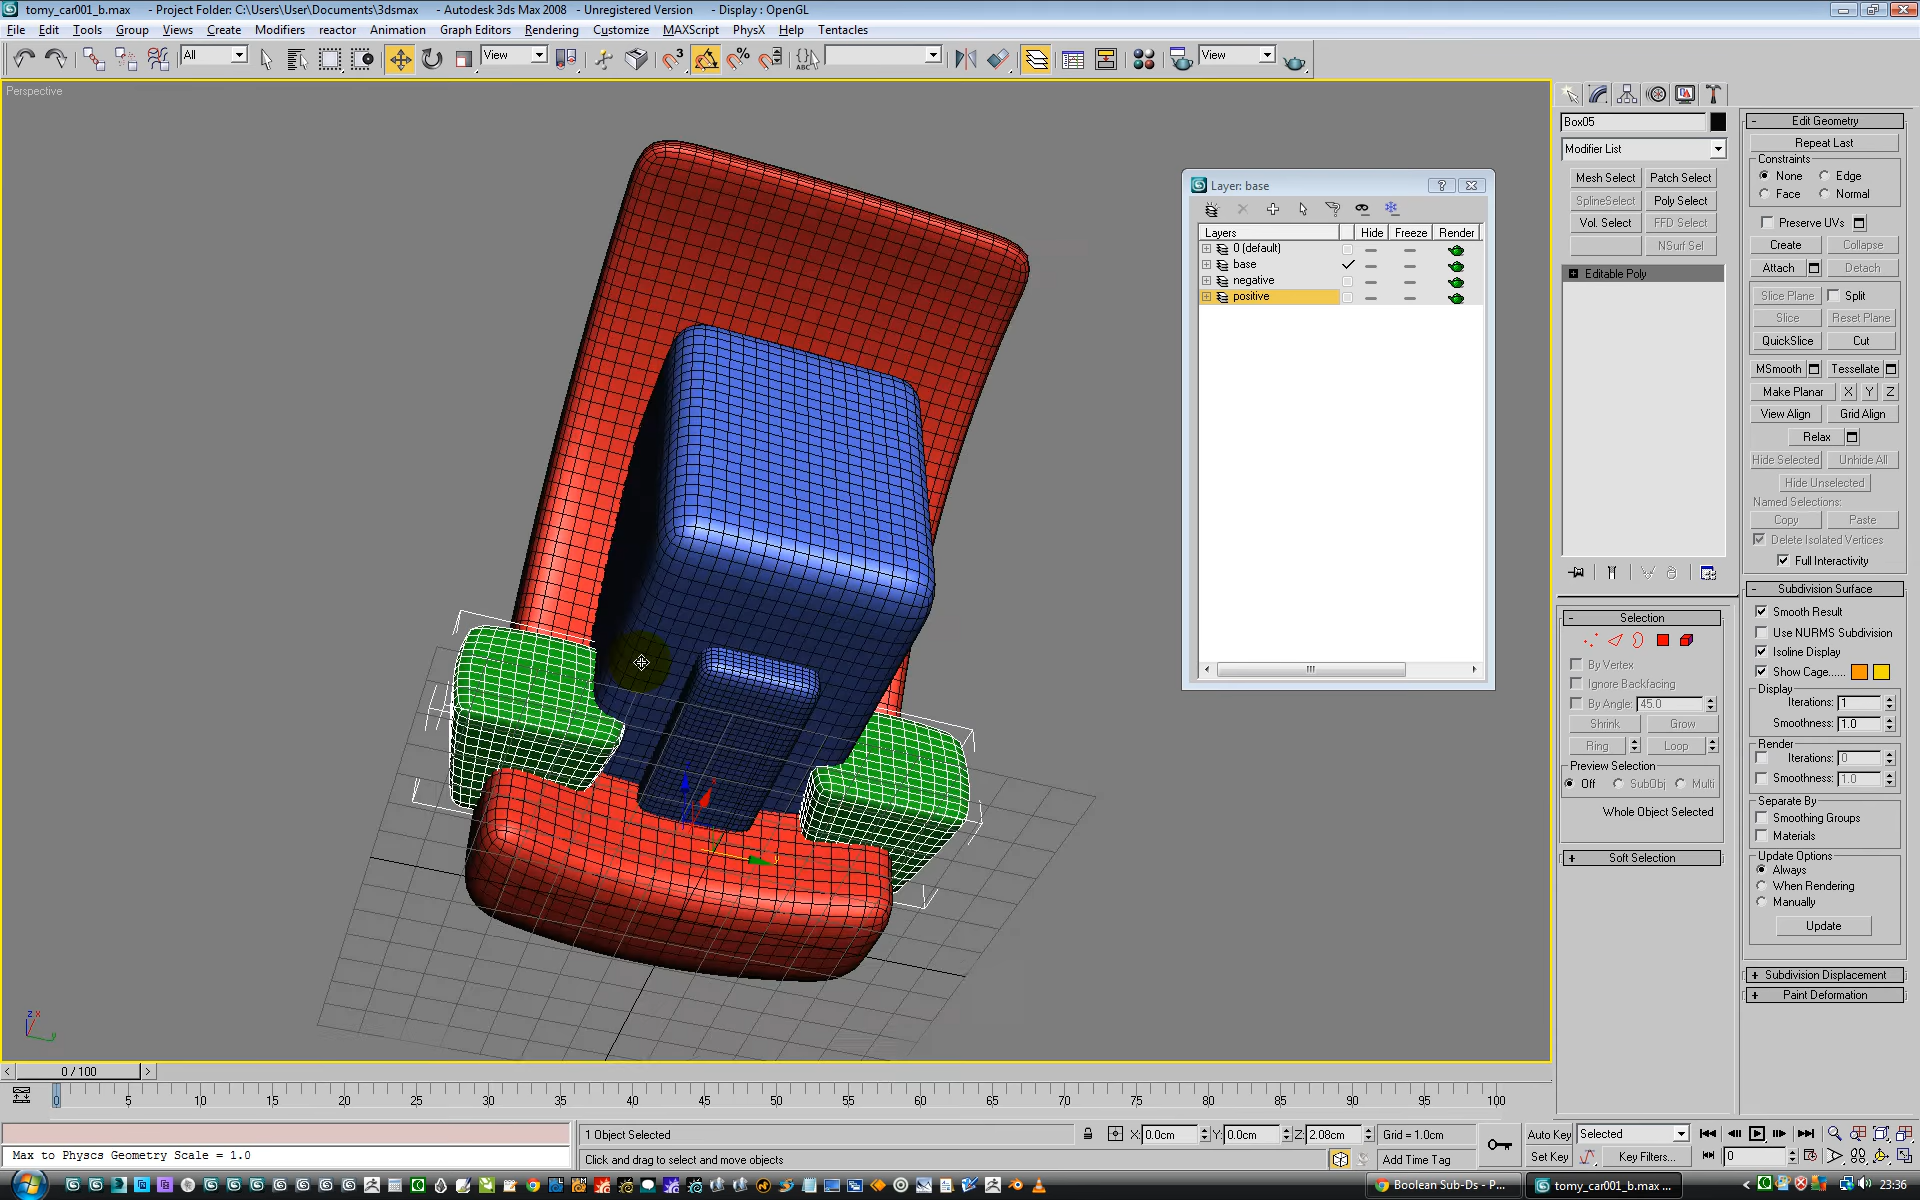 tomy_car001_b.max - Project Folder: C:\Users\User\Documents\3dsmax - Autodesk 3ds Max 2008 - Unregistered Version - Display : OpenGL
File Edit Tools Group Views Create Modifiers reactor Animation Graph Editors Rendering Customize MAXScript PhysX Help Tentacles
All View 3 % ABC View
Perspective
Layer: base
Layers Hide Freeze Render
0 (default)
base
negative
positive
Box05
Modifier List
Mesh Select Patch Select
SplineSelect Poly Select
Vol. Select FFD Select
NSurf Sel
Editable Poly
Selection
By Vertex
Ignore Backfacing
By Angle: 45.0
Shrink Grow
Ring Loop
Preview Selection
Off SubObj Multi
Whole Object Selected
+ Soft Selection
- Edit Geometry
Repeat Last
Constraints
None Edge
Face Normal
Preserve UVs
Create Collapse
Attach Detach
Slice Plane Split
Slice Reset Plane
QuickSlice Cut
MSmooth Tessellate
Make Planar X Y Z
View Align Grid Align
Relax
Hide Selected Unhide All
Hide Unselected
Named Selections:
Copy Paste
Delete Isolated Vertices
Full Interactivity
- Subdivision Surface
Smooth Result
Use NURMS Subdivision
Isoline Display
Show Cage......
Display
Iterations: 1
Smoothness: 1.0
Render
Iterations: 0
Smoothness: 1.0
Separate By
Smoothing Groups
Materials
Update Options
Always
When Rendering
Manually
Update
+ Subdivision Displacement
+ Paint Deformation
z x y
< 0 / 100 >
0 5 10 15 20 25 30 35 40 45 50 55 60 65 70 75 80 85 90 95 100
1 Object Selected X: 0.0cm Y: 0.0cm Z: 2.08cm Grid = 1.0cm Auto Key Selected
Max to Physcs Geometry Scale = 1.0 Click and drag to select and move objects Add Time Tag Set Key Key Filters... 0
Boolean Sub-Ds - P... tomy_car001_b.max ... 23:36